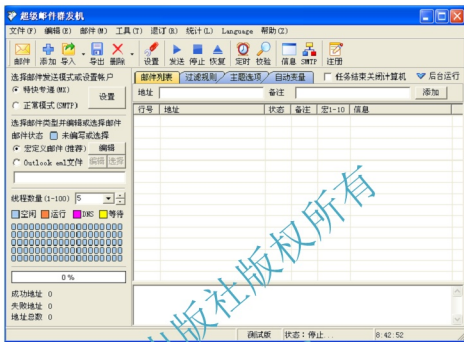 超级邮件群发机
文件(F) 编辑(E) 邮件(M) 工具(T) 退订(R) 统计(L) Language 帮助(Z)
邮件 添加 导入 导出 删除 设置 发送 停止 恢复 定时 校验 信息 SMTP 注册
选择邮件发送模式或设置帐户
特快专递(MX)
正常模式(SMTP)
设置
选择邮件类型并编辑或选择邮件
邮件状态 未编写或选择
宏定义邮件(推荐) 编辑
Outlook eml文件 编辑 选择
线程数量(1-100) 5
空闲 运行 DNS 等待
0 %
成功地址 0
失败地址 0
地址总数 0
邮件列表 过滤规则 主题选项 自动变量 任务结束关闭计算机 后台运行
地址 备注 添加
行号 地址 状态 备注 宏1-10 信息
出版社版权所有
测试版 状态：停止... 8:42:52